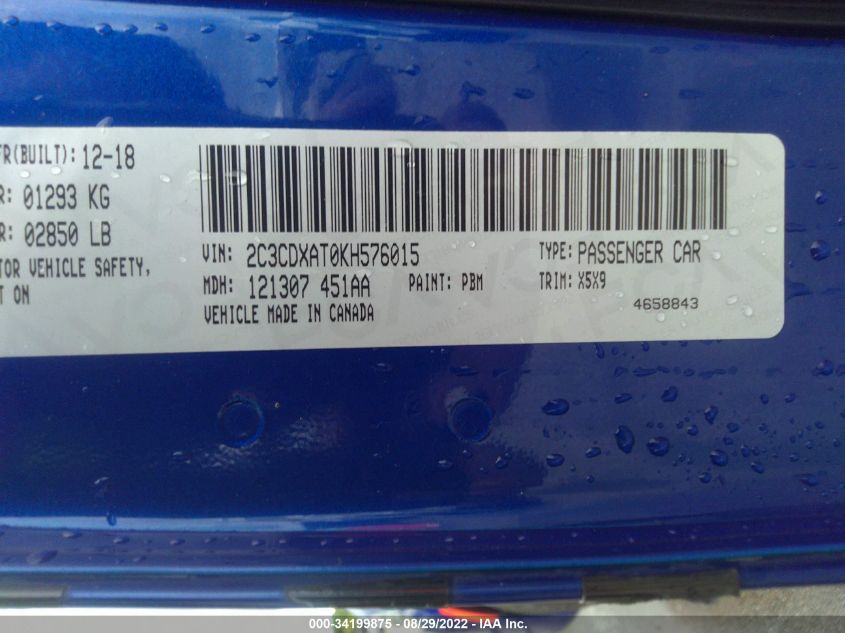 FR(BUILT): 12-18
R: 01293 KG
R: 02850 LB
TOR VEHICLE SAFETY,
T ON
VIN: 2C3CDXAT0KH576015
TYPE: PASSENGER CAR
MDH: 121307 451AA
PAINT: PBM
TRIM: X5X9
VEHICLE MADE IN CANADA
4658843
000-34199875 - 08/29/2022 - IAA Inc.